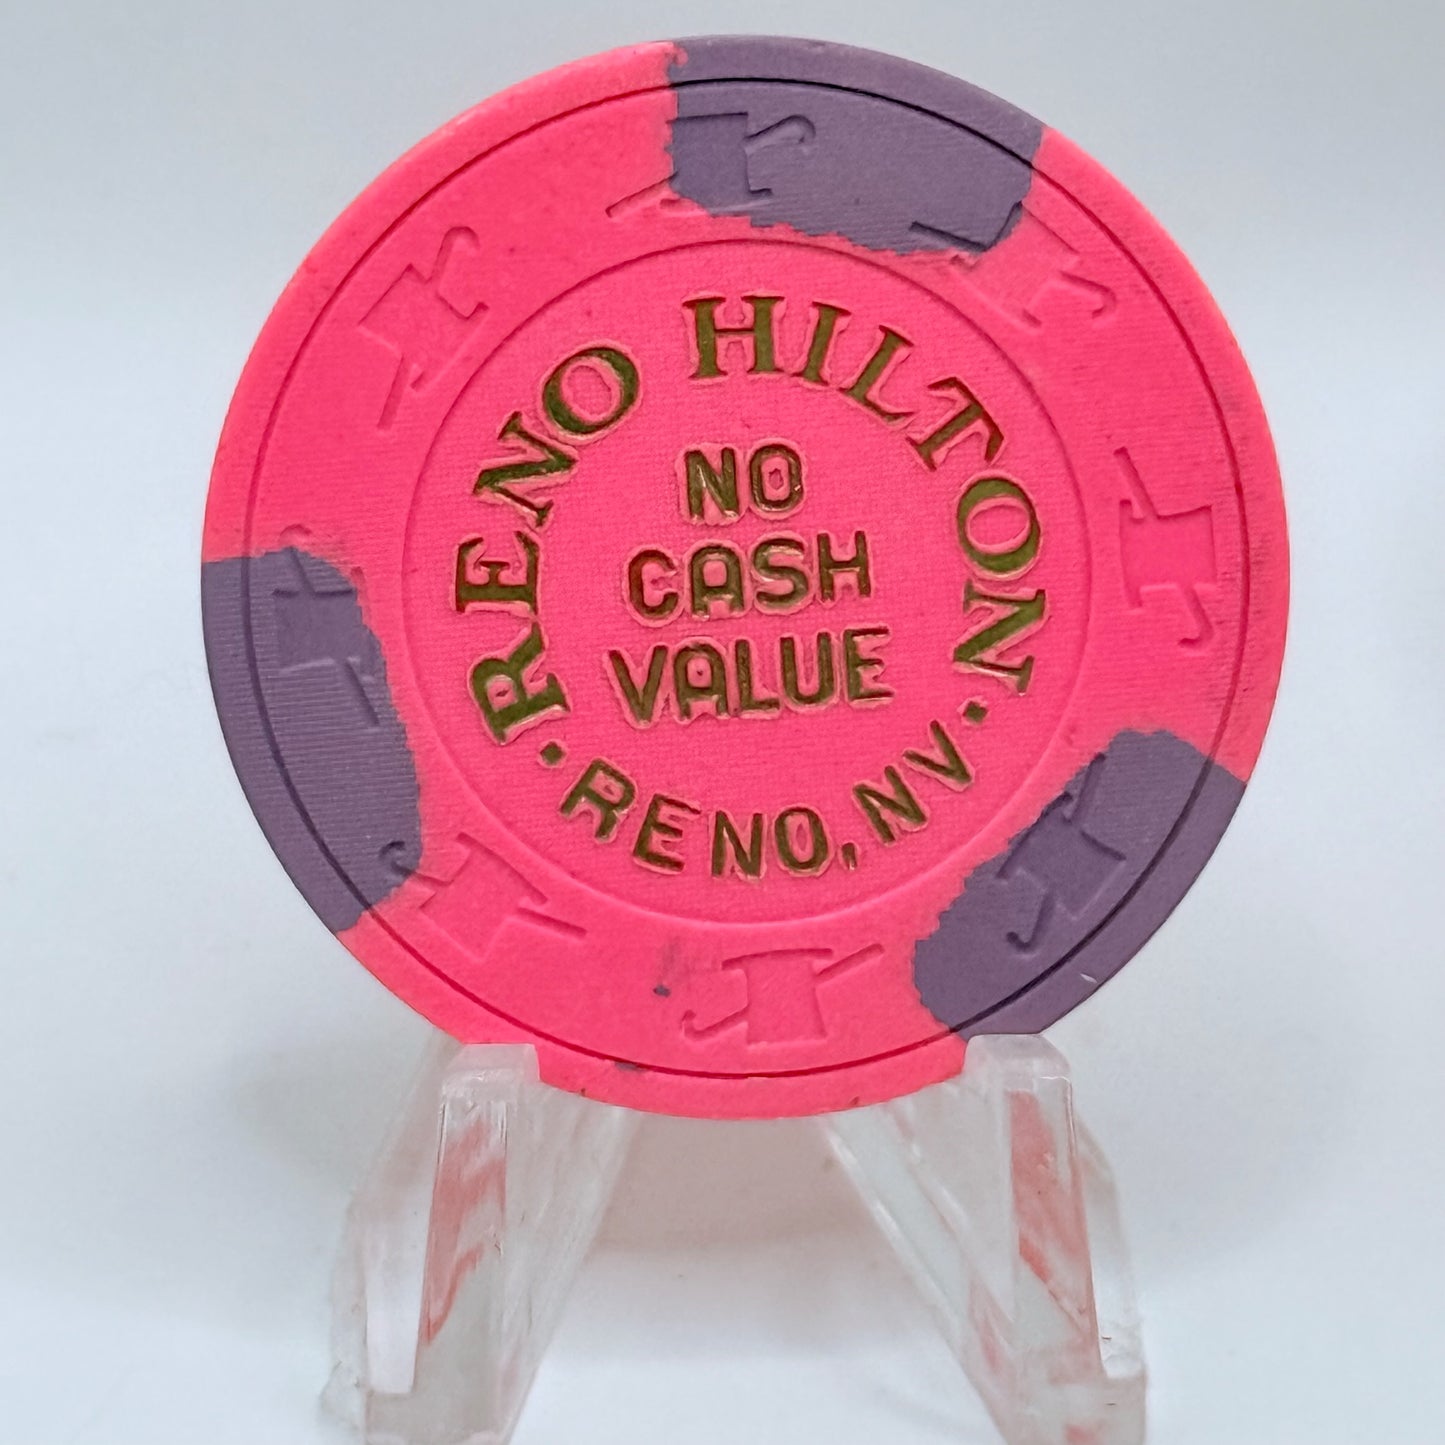 RENO HILTON
NO
CASH
VALUE
RENO, NV